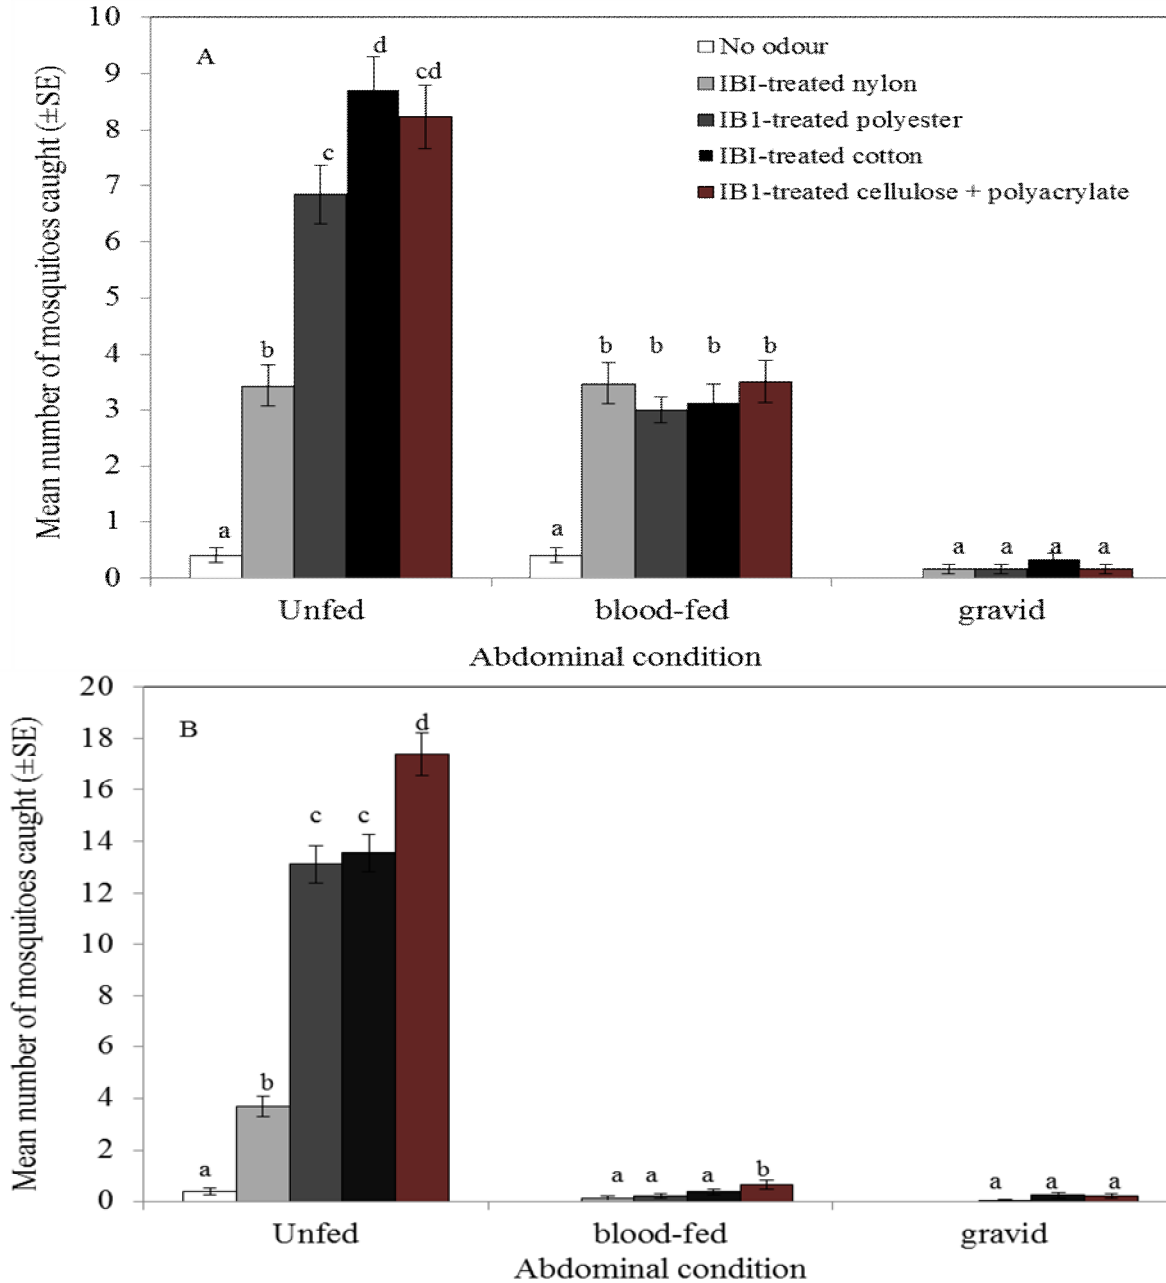 10
A
No odour
9
IBI-treated nylon
8
IB1-treated polyester
7
IBI-treated cotton
6
IB1-treated cellulose + polyacrylate
5
4
3
2
1
0
Mean number of mosquitoes caught (±SE)
a b c d cd
a b b b b
a a a a
Unfed blood-fed gravid
Abdominal condition
20
B
18
16
14
12
10
8
6
4
2
0
Mean number of mosquitoes caught (±SE)
a b c c d
a a a b
a a a
Unfed blood-fed gravid
Abdominal condition